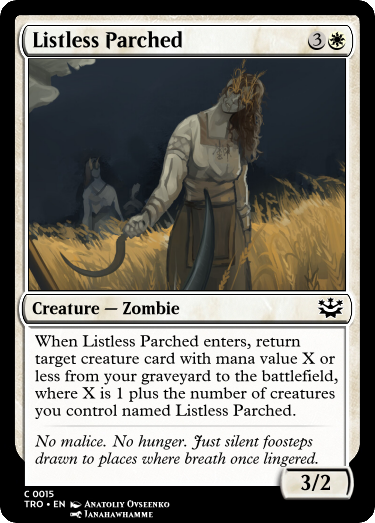 Listless Parched
3
Creature — Zombie
When Listless Parched enters, return
target creature card with mana value X or
less from your graveyard to the battlefield,
where X is 1 plus the number of creatures
you control named Listless Parched.
No malice. No hunger. Just silent foosteps
drawn to places where breath once lingered.
3/2
C 0015
TRO • EN Anatoliy Ovseenko
Janahawhamme